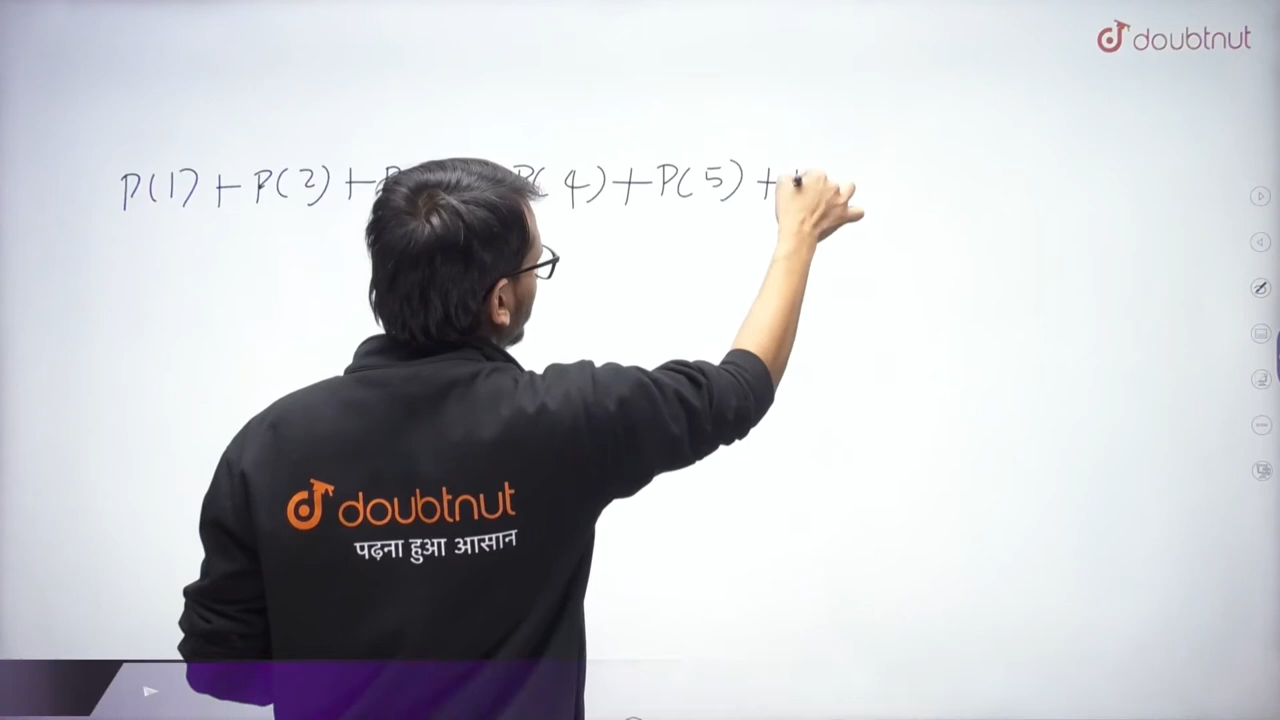 doubtnut
P(1) + P(2) + P( 4) + P(5) +
doubtnut
पढ़ना हुआ आसान